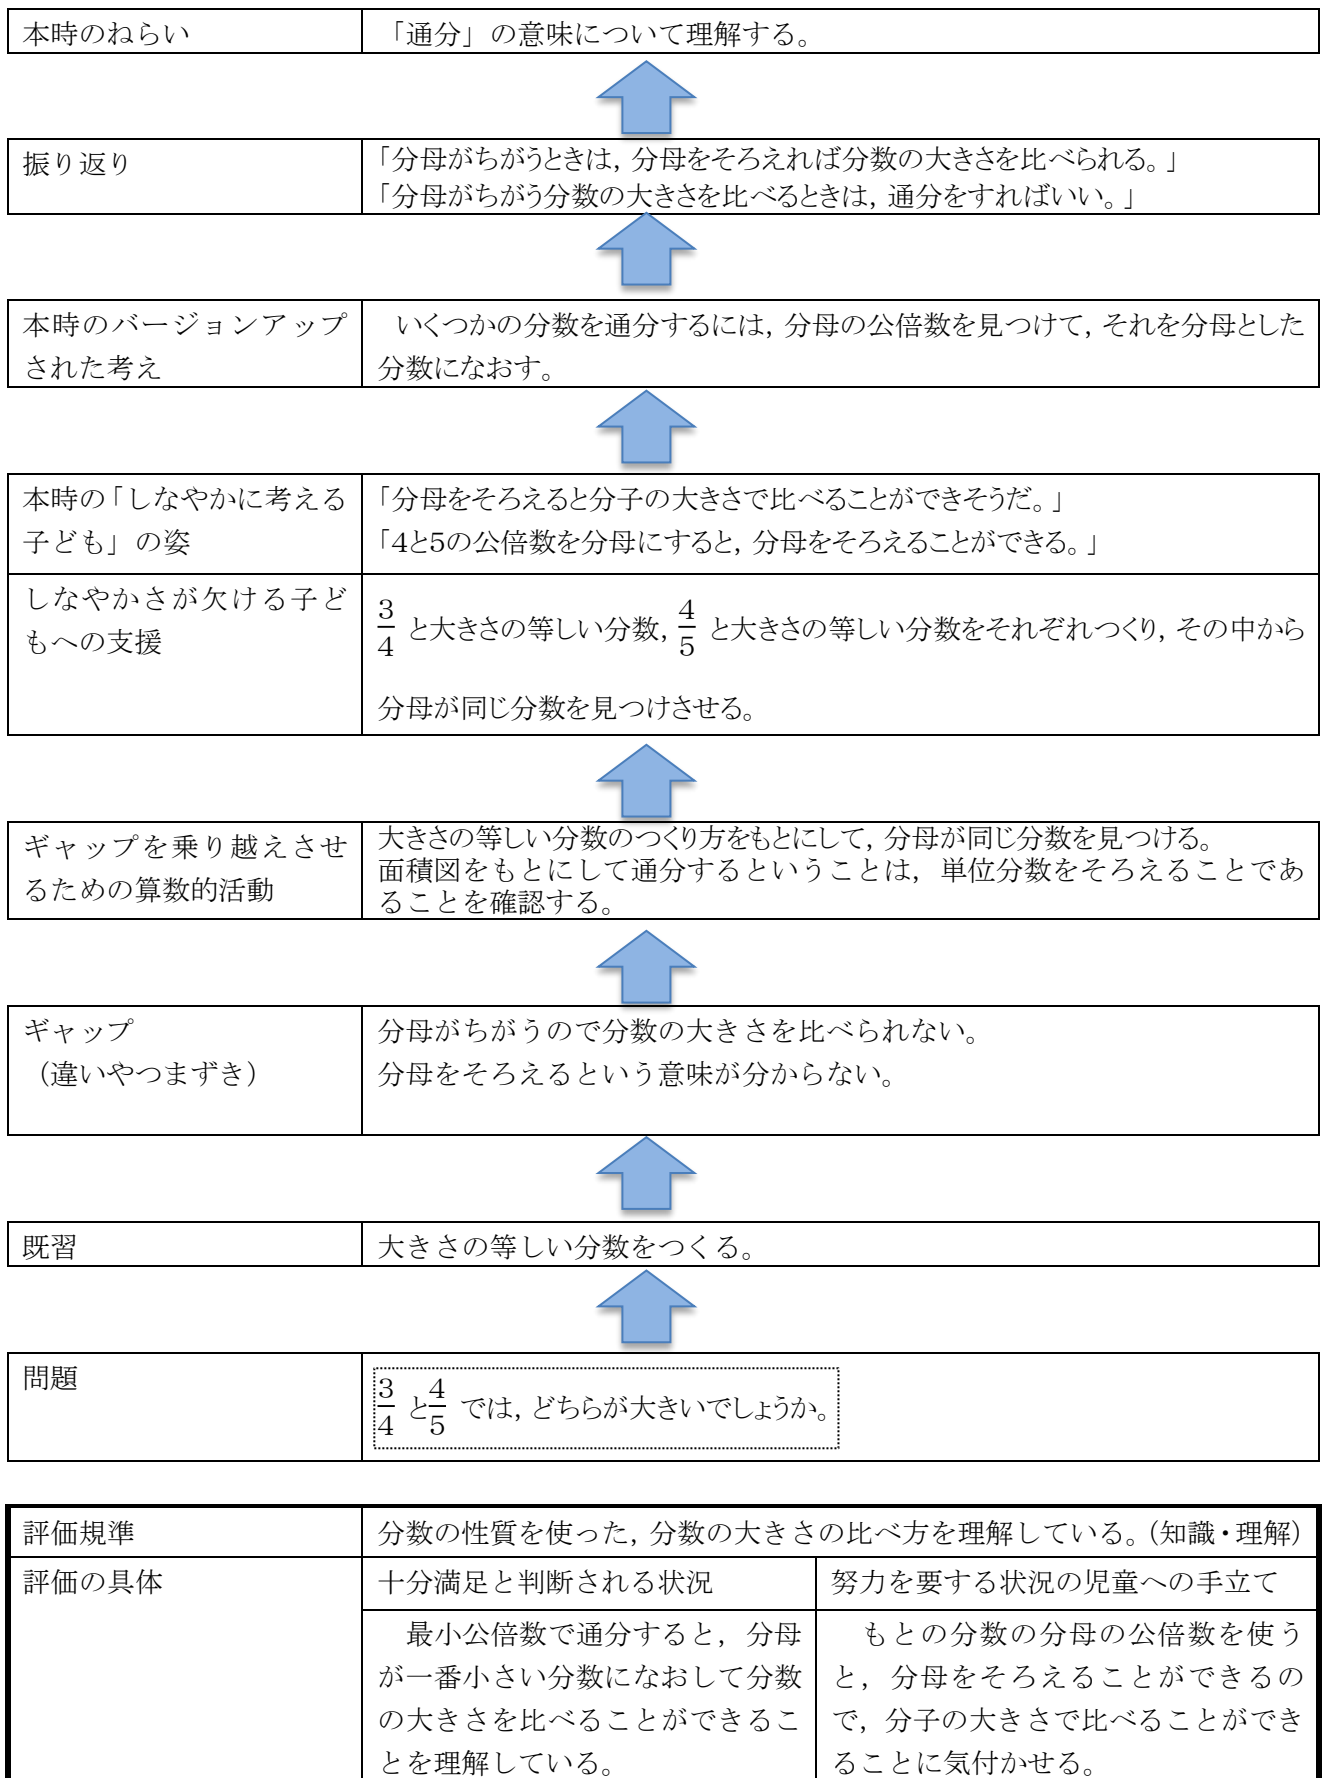 本時のねらい
「通分」の意味について理解する。
振り返り
「分母がちがうときは，分母をそろえれば分数の大きさを比べられる。」
「分母がちがう分数の大きさを比べるときは，通分をすればいい。」
本時のバージョンアップ
された考え
いくつかの分数を通分するには，分母の公倍数を見つけて，それを分母とした
分数になおす。
本時の「しなやかに考える
子ども」の姿
「分母をそろえると分子の大きさで比べることができそうだ。」
「4と5の公倍数を分母にすると，分母をそろえることができる。」
しなやかさが欠ける子ど
もへの支援
3/4 と大きさの等しい分数，4/5 と大きさの等しい分数をそれぞれつくり，その中から
分母が同じ分数を見つけさせる。
ギャップを乗り越えさせ
るための算数的活動
大きさの等しい分数のつくり方をもとにして，分母が同じ分数を見つける。
面積図をもとにして通分するということは，単位分数をそろえることであ
ることを確認する。
ギャップ
（違いやつまずき）
分母がちがうので分数の大きさを比べられない。
分母をそろえるという意味が分からない。
既習
大きさの等しい分数をつくる。
問題
3/4 と 4/5 では，どちらが大きいでしょうか。
評価規準
分数の性質を使った，分数の大きさの比べ方を理解している。（知識・理解）
評価の具体
十分満足と判断される状況
努力を要する状況の児童への手立て
最小公倍数で通分すると，分母
が一番小さい分数になおして分数
の大きさを比べることができるこ
とを理解している。
もとの分数の分母の公倍数を使う
と，分母をそろえることができるの
で，分子の大きさで比べることができ
ることに気付かせる。